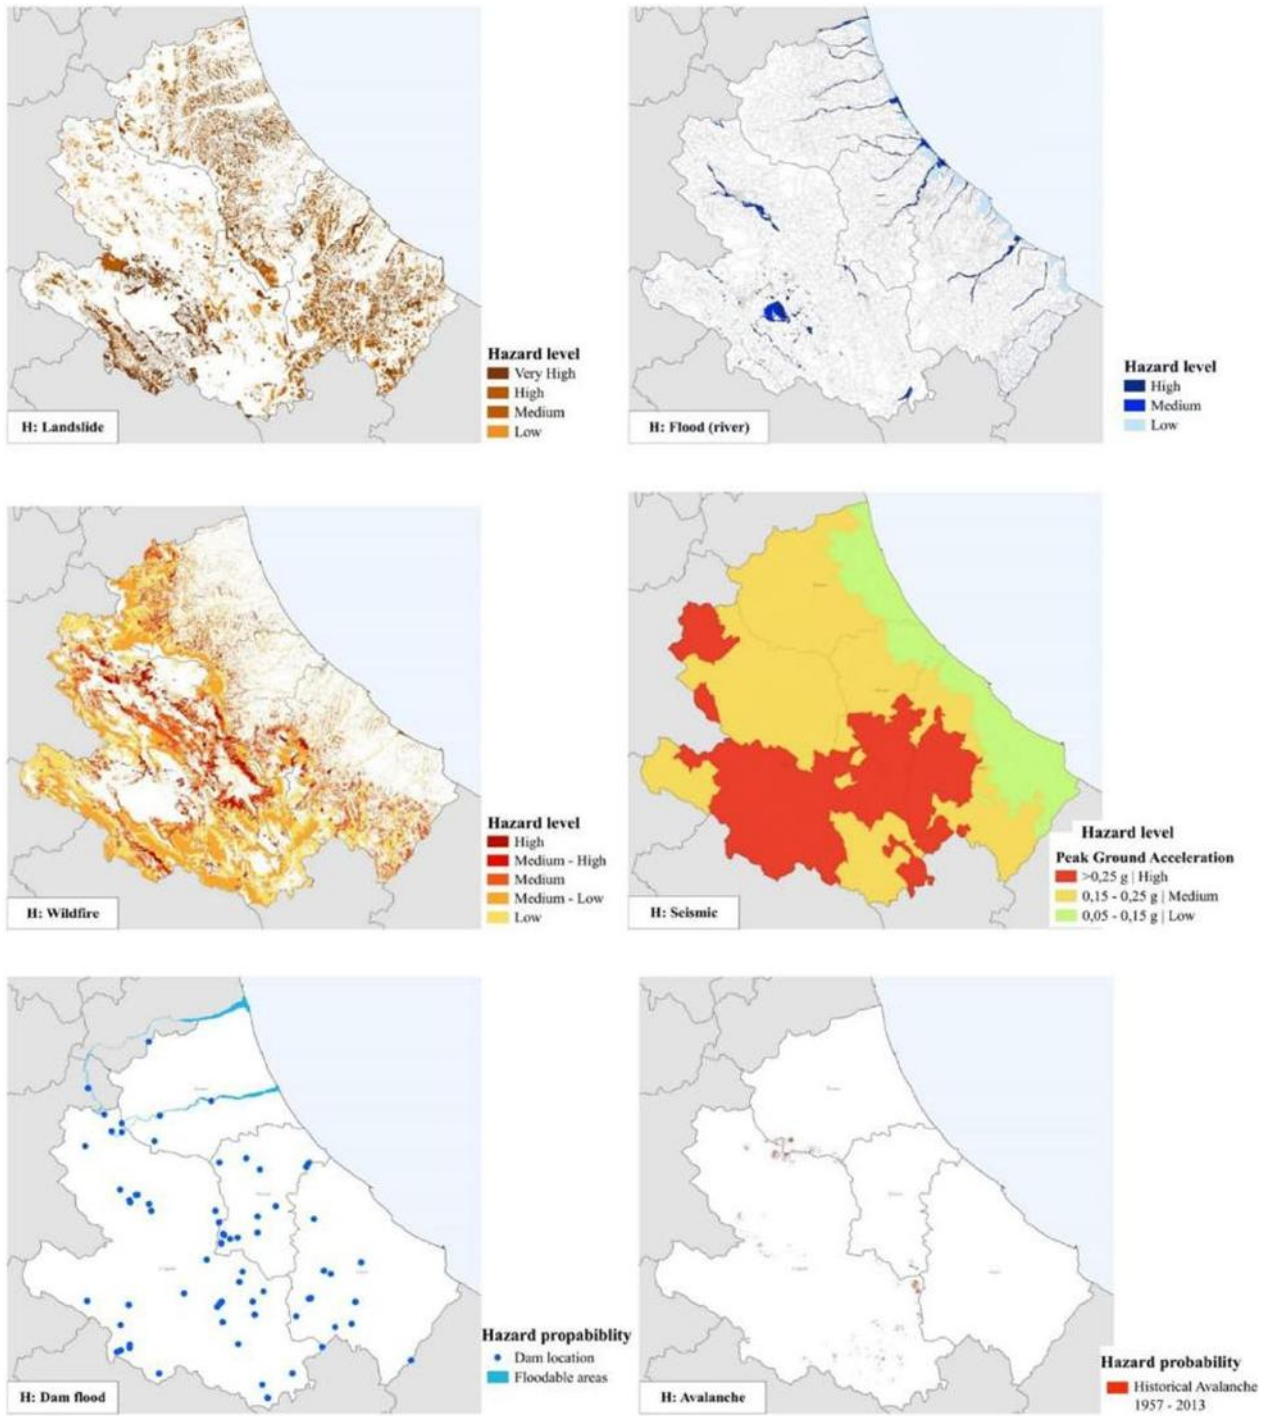 Hazard level
Very High
High
Medium
Low
H: Landslide
Hazard level
High
Medium
Low
H: Flood (river)
Hazard level
High
Medium - High
Medium
Medium - Low
Low
H: Wildfire
Hazard level
Peak Ground Acceleration
>0,25 g | High
0,15 - 0,25 g | Medium
0,05 - 0,15 g | Low
H: Seismic
Hazard propabiblity
Dam location
Floodable areas
H: Dam flood
Hazard probability
Historical Avalanche
1957 - 2013
H: Avalanche